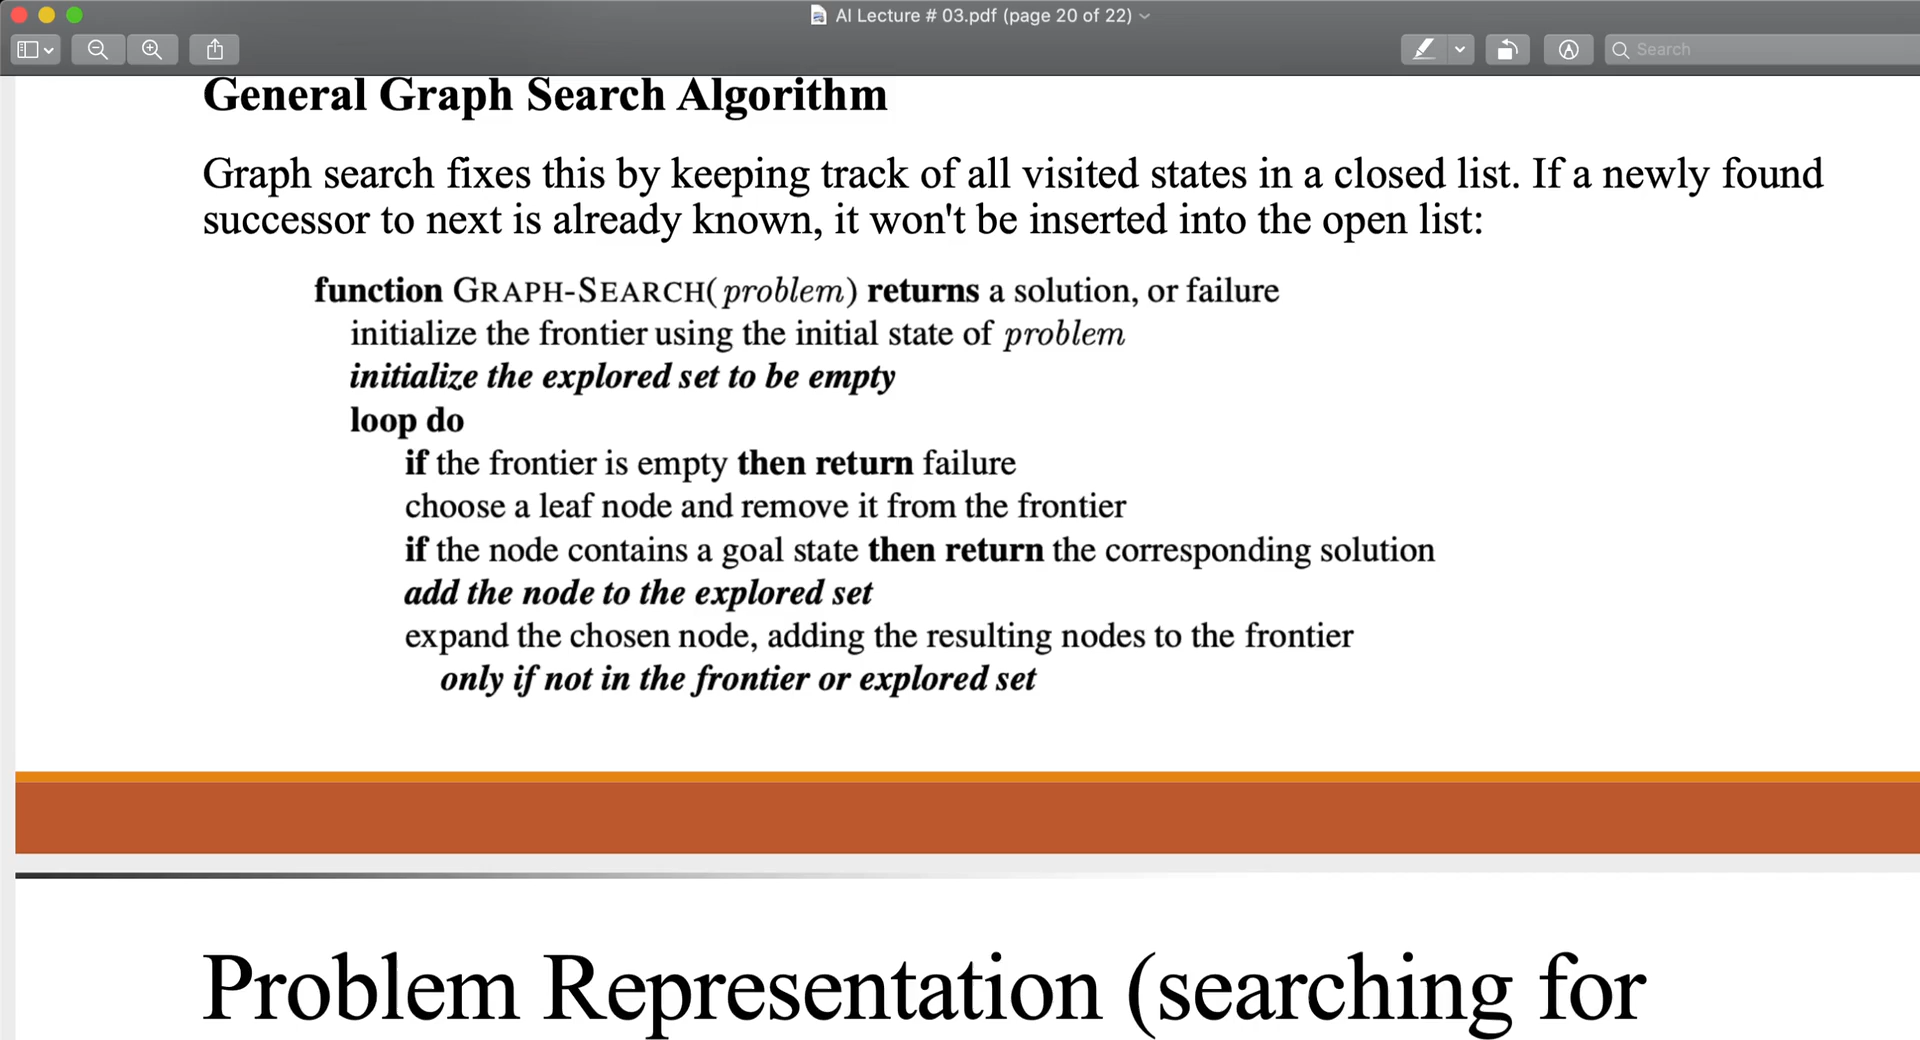 AI Lecture # 03.pdf (page 20 of 22)
Search
General Graph Search Algorithm
Graph search fixes this by keeping track of all visited states in a closed list. If a newly found
successor to next is already known, it won't be inserted into the open list:
function GRAPH-SEARCH(problem) returns a solution, or failure
initialize the frontier using the initial state of problem
initialize the explored set to be empty
loop do
if the frontier is empty then return failure
choose a leaf node and remove it from the frontier
if the node contains a goal state then return the corresponding solution
add the node to the explored set
expand the chosen node, adding the resulting nodes to the frontier
only if not in the frontier or explored set
Problem Representation (searching for